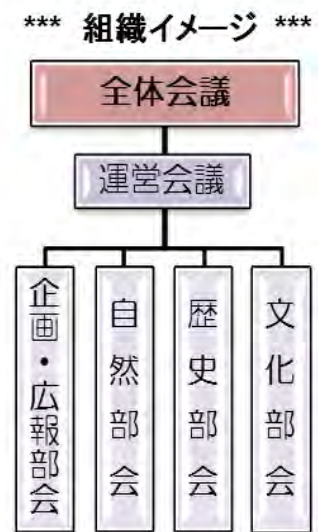 *** 組織イメージ ***
全体会議
運営会議
企画・広報部会
自然部会
歴史部会
文化部会